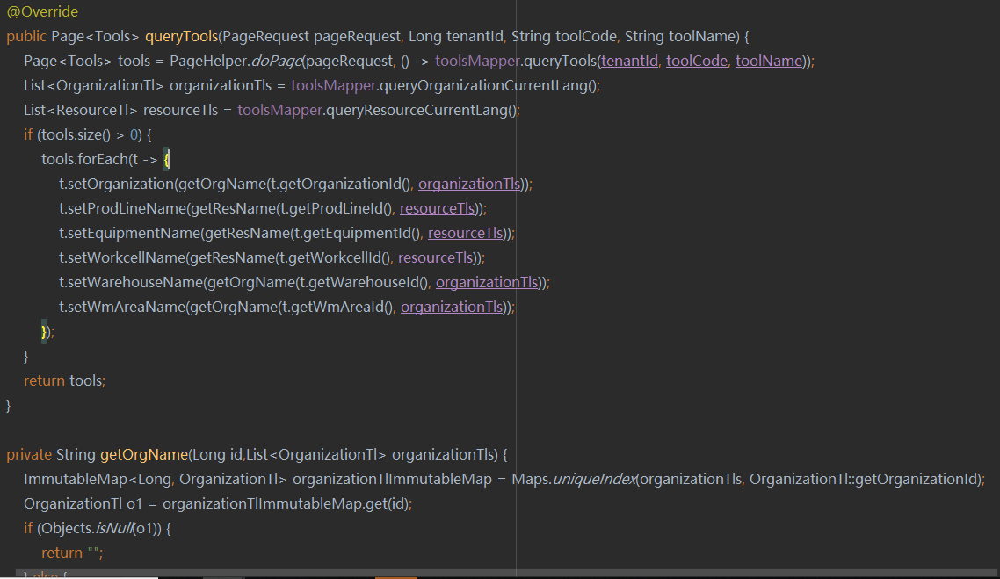 @Override
public Page<Tools> queryTools(PageRequest pageRequest, Long tenantId, String toolCode, String toolName) {
Page<Tools> tools = PageHelper.doPage(pageRequest, () -> toolsMapper.queryTools(tenantId, toolCode, toolName));
List<OrganizationTl> organizationTls = toolsMapper.queryOrganizationCurrentLang();
List<ResourceTl> resourceTls = toolsMapper.queryResourceCurrentLang();
if (tools.size() > 0) {
tools.forEach(t -> {
t.setOrganization(getOrgName(t.getOrganizationId(), organizationTls));
t.setProdLineName(getResName(t.getProdLineId(), resourceTls));
t.setEquipmentName(getResName(t.getEquipmentId(), resourceTls));
t.setWorkcellName(getResName(t.getWorkcellId(), resourceTls));
t.setWarehouseName(getOrgName(t.getWarehouseId(), organizationTls));
t.setWmAreaName(getOrgName(t.getWmAreaId(), organizationTls));
});
}
return tools;
}
private String getOrgName(Long id,List<OrganizationTl> organizationTls) {
ImmutableMap<Long, OrganizationTl> organizationTlImmutableMap = Maps.uniqueIndex(organizationTls, OrganizationTl::getOrganizationId);
OrganizationTl o1 = organizationTlImmutableMap.get(id);
if (Objects.isNull(o1)) {
return "";
} else {